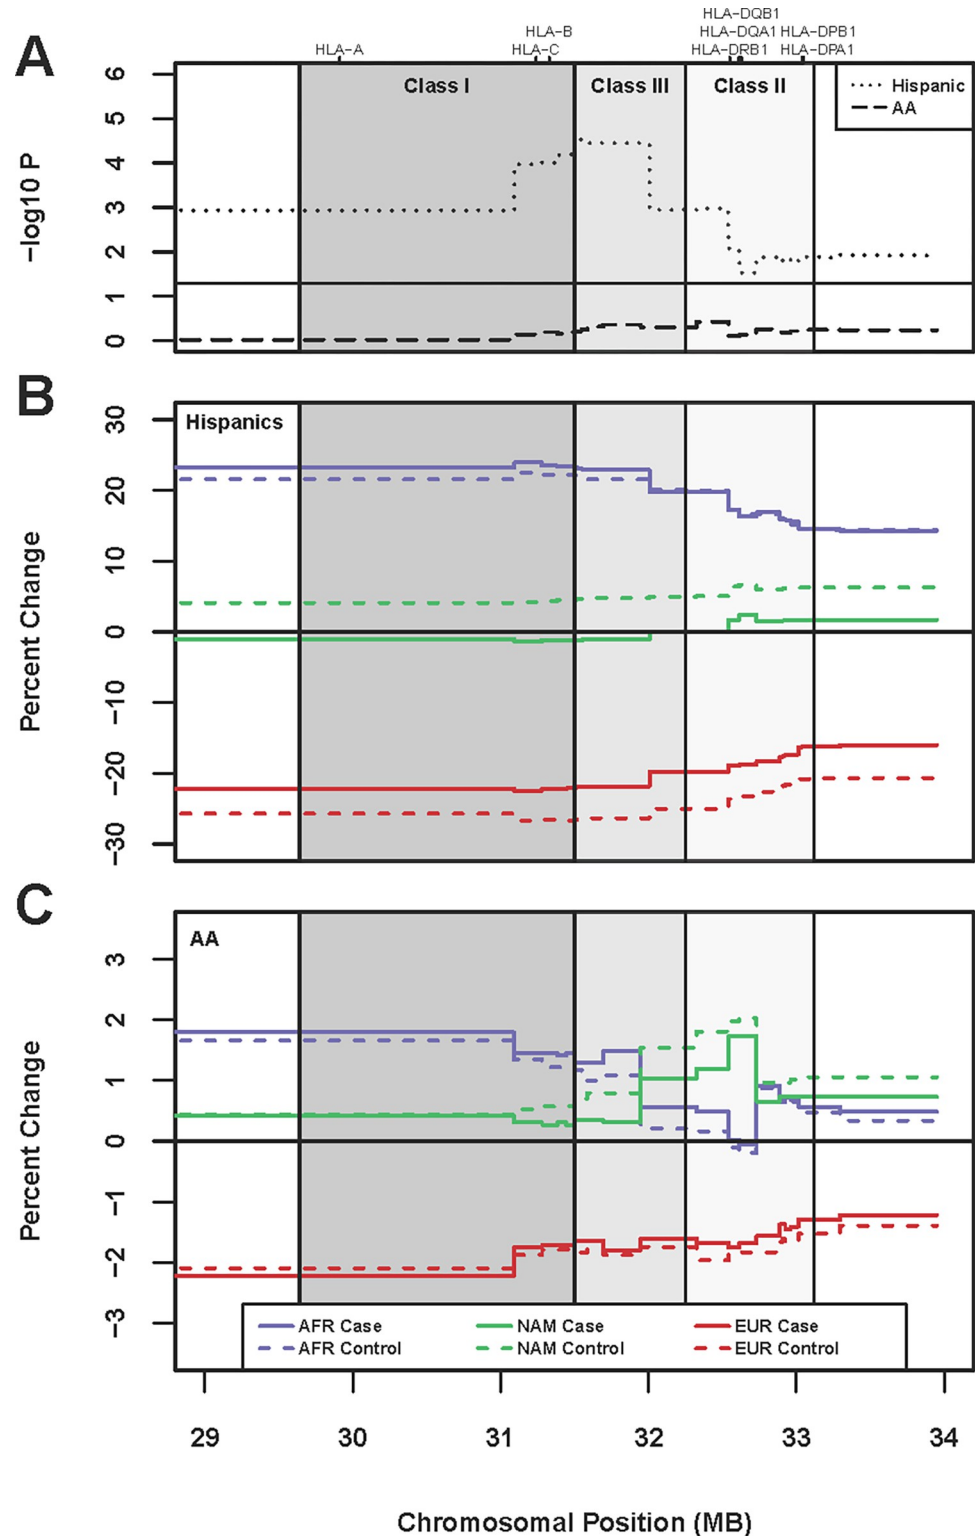 HLA−DQB1
HLA−B HLA−DQA1 HLA−DPB1
HLA−A HLA−C HLA−DRB1 HLA−DPA1
A
Class I Class III Class II
Hispanic
AA
−log10 P
6
5
4
3
2
1
0
B
Hispanics
Percent Change
30
20
10
0
−10
−20
−30
C
AA
Percent Change
3
2
1
0
−1
−2
−3
AFR Case NAM Case EUR Case
AFR Control NAM Control EUR Control
29 30 31 32 33 34
Chromosomal Position (MB)